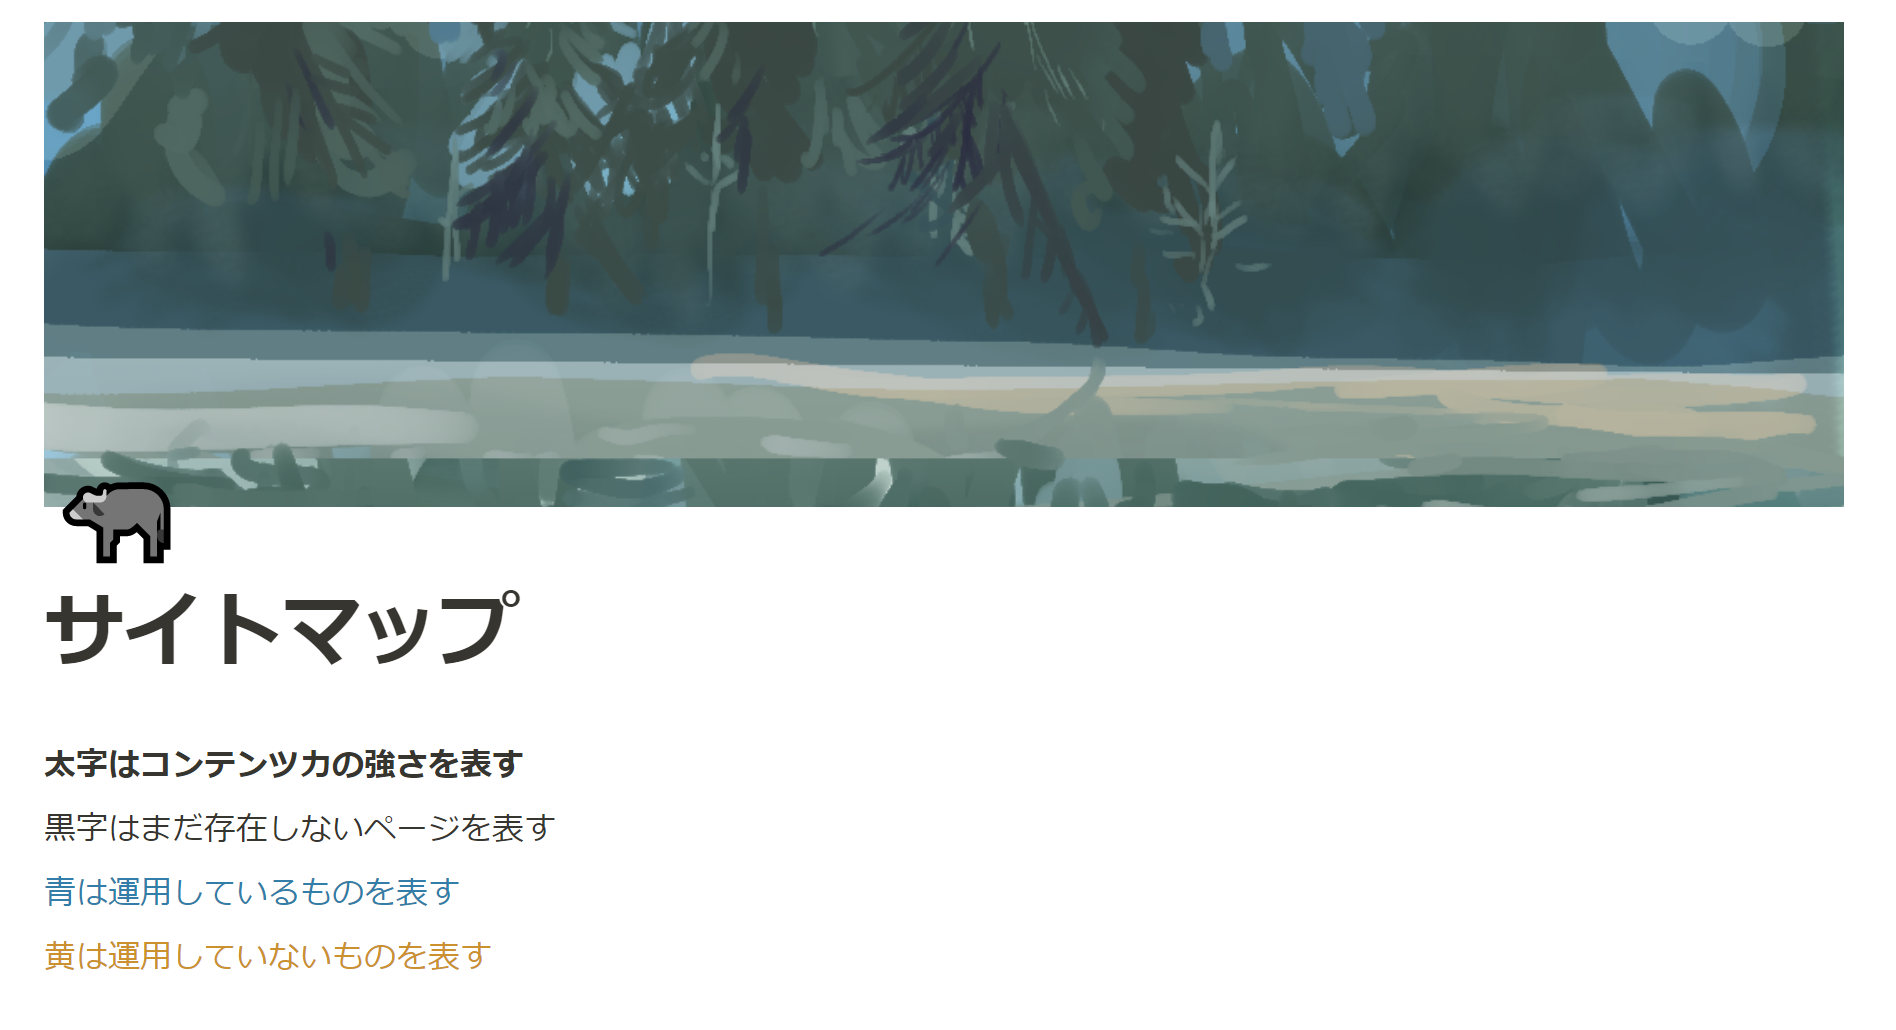 サイトマップ
太字はコンテンツ力の強さを表す
黒字はまだ存在しないページを表す
青は運用しているものを表す
黄は運用していないものを表す